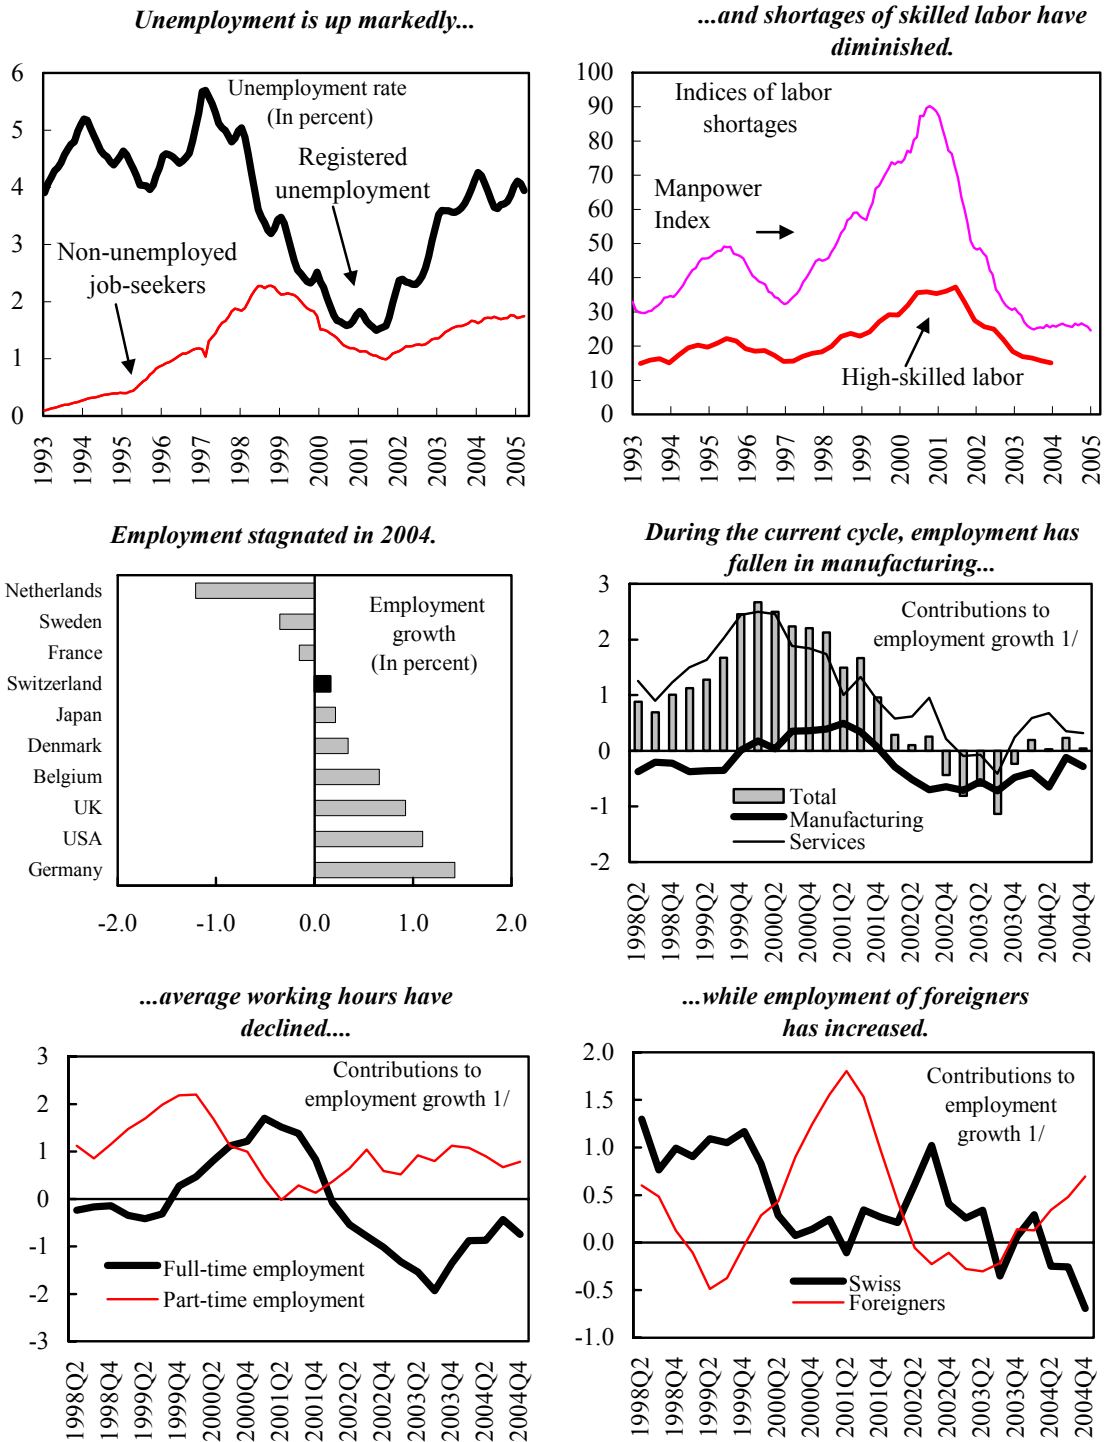 Unemployment is up markedly...
6
5
4
3
2
1
0
Unemployment rate
(In percent)
Registered
unemployment
Non-unemployed
job-seekers
1993
1994
1995
1996
1997
1998
1999
2000
2001
2002
2003
2004
2005
...and shortages of skilled labor have
diminished.
100
90
80
70
60
50
40
30
20
10
0
Indices of labor
shortages
Manpower
Index
High-skilled labor
1993
1994
1995
1996
1997
1998
1999
2000
2001
2002
2003
2004
2005
Employment stagnated in 2004.
Netherlands
Sweden
France
Switzerland
Japan
Denmark
Belgium
UK
USA
Germany
Employment
growth
(In percent)
-2.0
-1.0
0.0
1.0
2.0
During the current cycle, employment has
fallen in manufacturing...
3
2
1
0
-1
-2
Contributions to
employment growth 1/
Total
Manufacturing
Services
1998Q2
1998Q4
1999Q2
1999Q4
2000Q2
2000Q4
2001Q2
2001Q4
2002Q2
2002Q4
2003Q2
2003Q4
2004Q2
2004Q4
...average working hours have
declined....
3
2
1
0
-1
-2
-3
Contributions to
employment growth 1/
Full-time employment
Part-time employment
1998Q2
1998Q4
1999Q2
1999Q4
2000Q2
2000Q4
2001Q2
2001Q4
2002Q2
2002Q4
2003Q2
2003Q4
2004Q2
2004Q4
...while employment of foreigners
has increased.
2.0
1.5
1.0
0.5
0.0
-0.5
-1.0
Contributions to
employment
growth 1/
Swiss
Foreigners
1998Q2
1998Q4
1999Q2
1999Q4
2000Q2
2000Q4
2001Q2
2001Q4
2002Q2
2002Q4
2003Q2
2003Q4
2004Q2
2004Q4